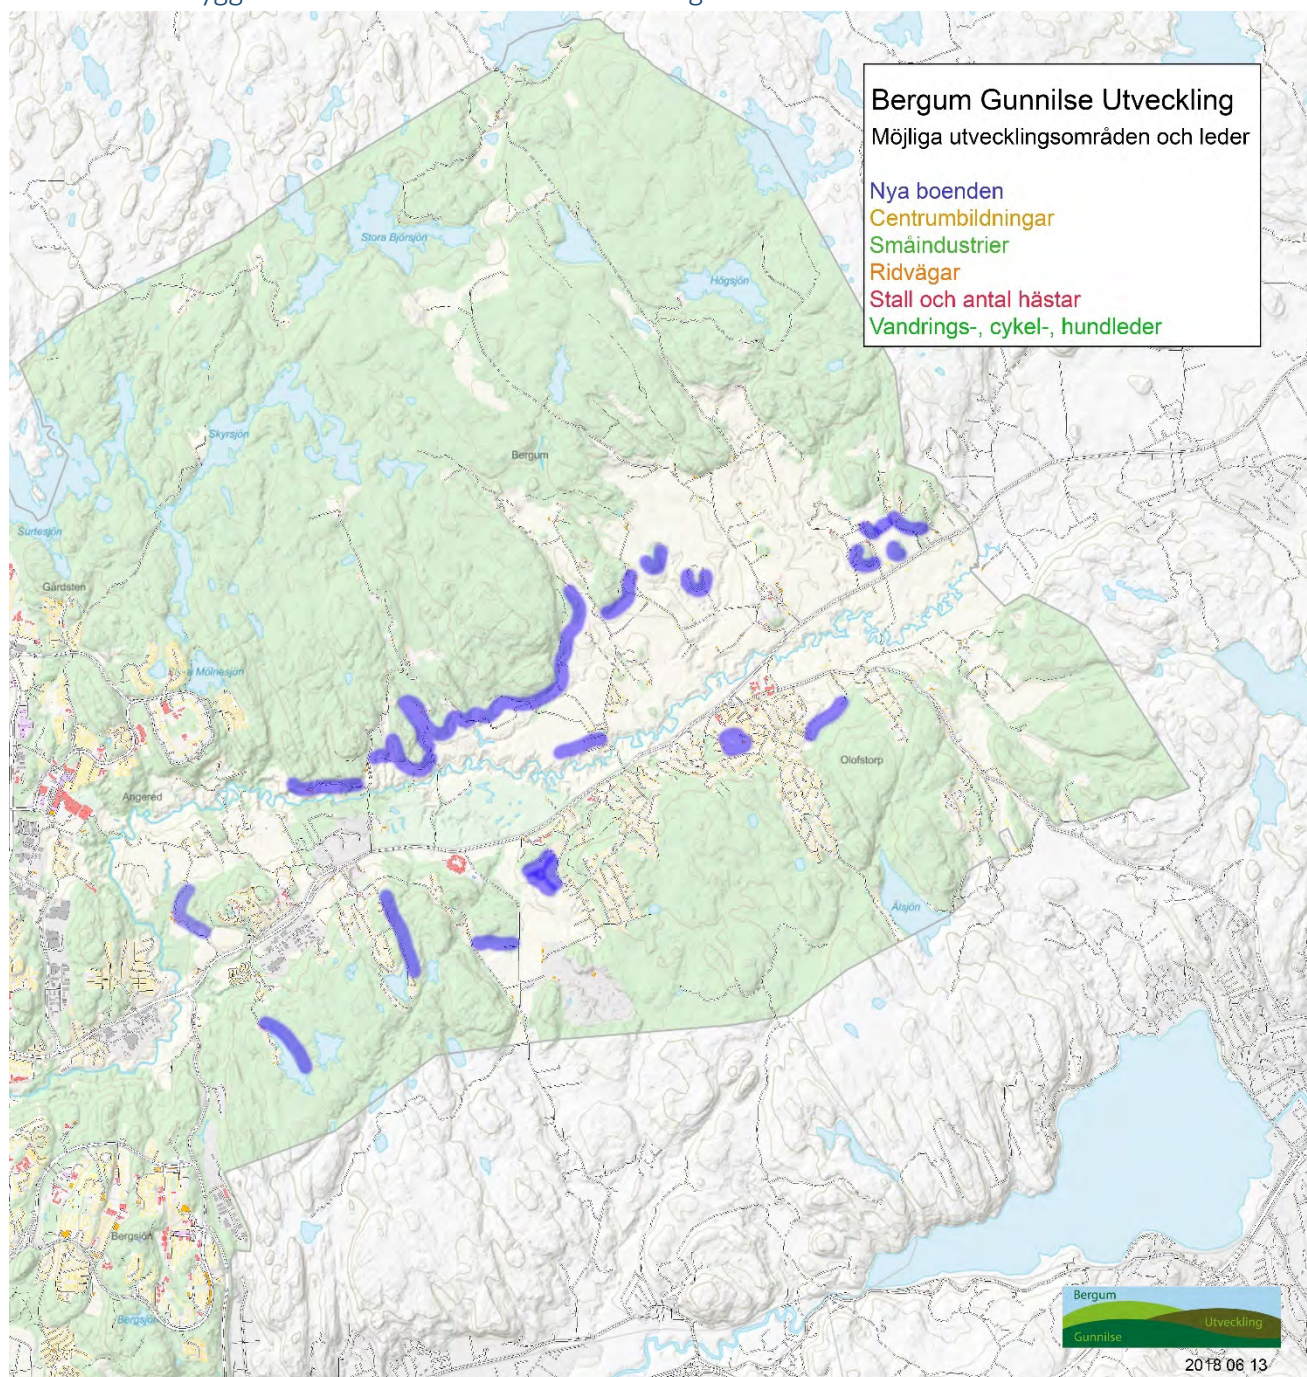 Bergum Gunnilse Utveckling
Möjliga utvecklingsområden och leder
Nya boenden
Centrumbildningar
Småindustrier
Ridvägar
Stall och antal hästar
Vandrings-, cykel-, hundleder
Stora Björsjön
Högsjön
Skyrsjön
Bergum
Surtesjön
Gårdsten
Mölnesjön
Angered
Olofstorp
Älsjön
Bergsjön
Bergsjön
Bergum
Utveckling
Gunnilse
2018 06 13